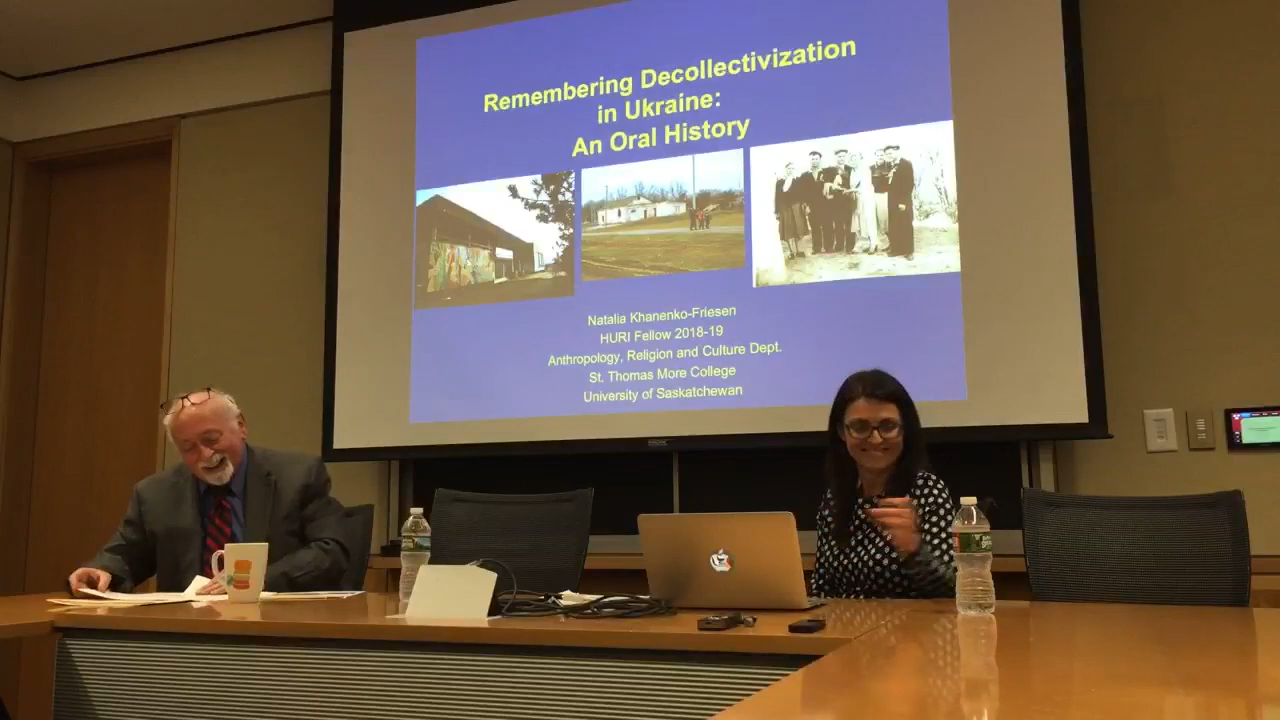 Remembering Decollectivization
in Ukraine:
An Oral History
Natalia Khanenko-Friesen
HURI Fellow 2018-19
Anthropology, Religion and Culture Dept.
St. Thomas More College
University of Saskatchewan